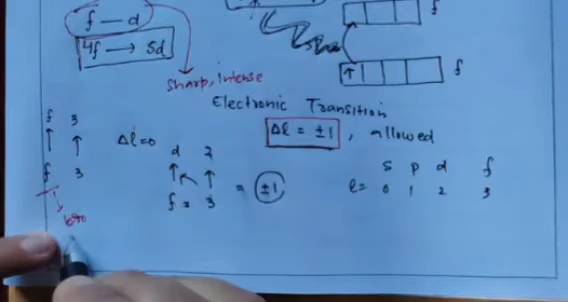 f — d
4f → 5d
sharp, intense
f
f
↑
Electronic Transition
Δl = ±1, allowed
f 3
↑ ↑
f 3
Δl=0
d 2
f = 3
= ±1
s p d f
l= 0 1 2 3